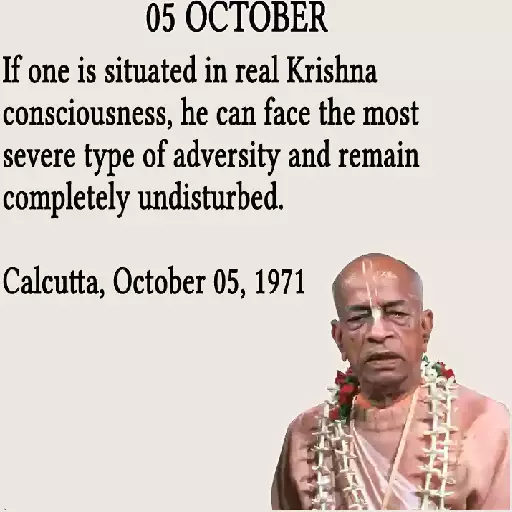 05 OCTOBER
If one is situated in real Krishna
consciousness, he can face the most
severe type of adversity and remain
completely undisturbed.
Calcutta, October 05, 1971